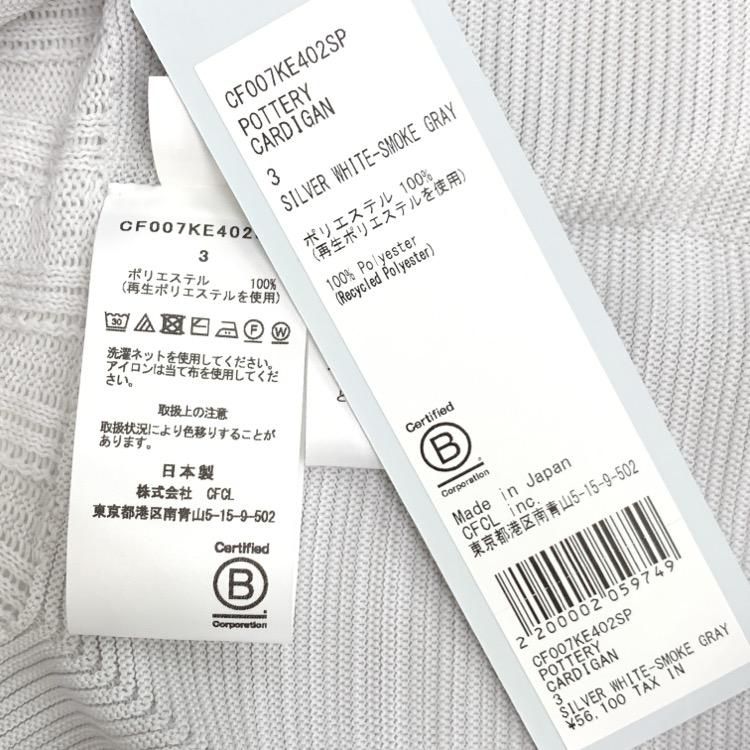 CF007KE402SP
POTTERY
CARDIGAN
3
SILVER WHITE-SMOKE GRAY
ポリエステル 100%
(再生ポリエステルを使用)
100% Polyester
(Recycled Polyester)
Certified
B
Corporation
Made in Japan
CFCL inc.
東京都港区南青山5-15-9-502
2 200002 059749
CF007KE402SP
POTTERY
CARDIGAN
3
SILVER WHITE-SMOKE GRAY
¥56,100 TAX IN
CF007KE402
3
ポリエステル 100%
(再生ポリエステルを使用)
30
F
W
洗濯ネットを使用してください。
アイロンは当て布を使用してくだ
さい。
取扱上の注意
取扱状況により色移りすることが
あります。
日本製
株式会社 CFCL
東京都港区南青山5-15-9-502
Certified
B
Corporation